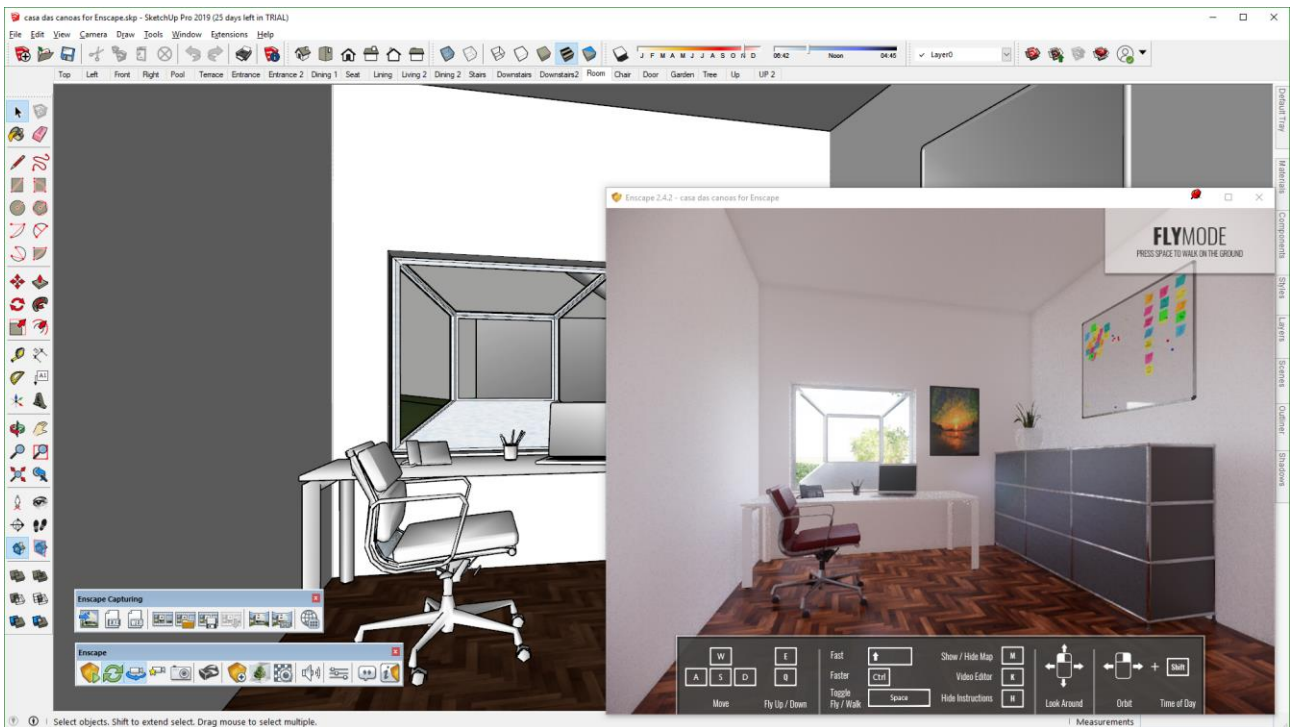 casa das canoas for Enscape.skp - SketchUp Pro 2019 (25 days left in TRIAL)
File Edit View Camera Draw Tools Window Extensions Help
J F M A M J J A S O N D 06:42 Noon 04:45 Layer0
Top Left Front Right Pool Terrace Entrance Entrance 2 Dining 1 Seat Lining Living 2 Dining 2 Stairs Downstairs Downstairs2 Room Chair Door Garden Tree Up UP 2
Default Tray
Materials
Components
Styles
Layers
Scenes
Outliner
Shadows
Enscape 2.4.2 - casa das canoas for Enscape
FLYMODE
PRESS SPACE TO WALK ON THE GROUND
Enscape Capturing
Enscape
W E Fast Show / Hide Map M
A S D Q Faster Ctrl Video Editor K + Shift
Move Fly Up / Down Toggle Fly / Walk Space Hide Instructions H Look Around Orbit Time of Day
Select objects. Shift to extend select. Drag mouse to select multiple.
Measurements